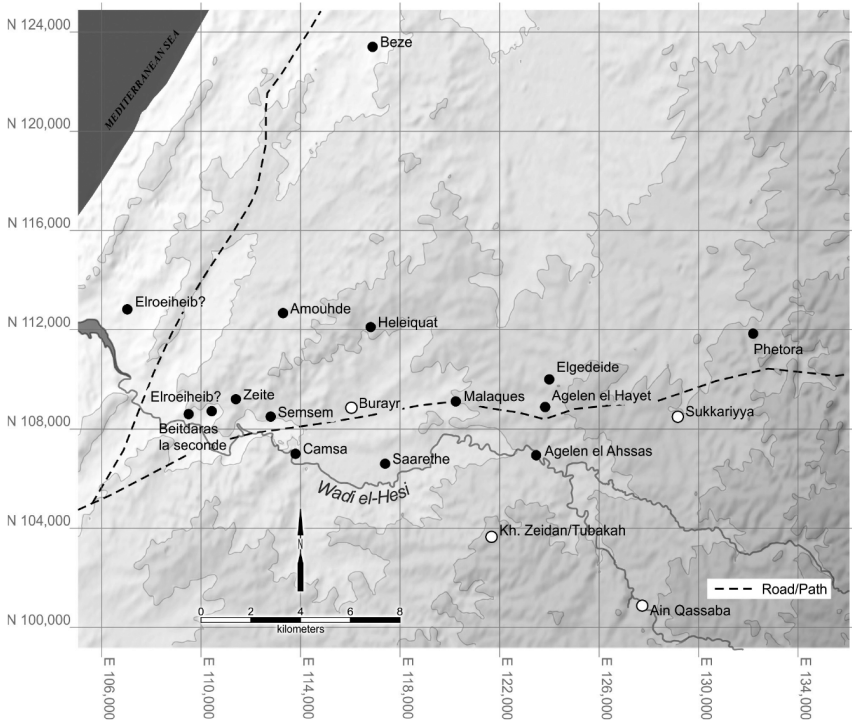 N 124,000
Beze
MEDITERRANEAN SEA
N 120,000
N 116,000
Elroeiheib?
Amouhde
N 112,000
Heleiquat
Phetora
Elgedeide
Elroeiheib?
Zeite
Burayr
Malaques
Agelen el Hayet
Sukkariyya
Semsem
N 108,000
Beitdaras
la seconde
Camsa
Saarethe
Agelen el Ahssas
Wadi el-Hesi
N 104,000
N
Kh. Zeidan/Tubakah
Road/Path
0 2 4 6 8
kilometers
Ain Qassaba
N 100,000
E 106,000
E 110,000
E 114,000
E 118,000
E 122,000
E 126,000
E 130,000
E 134,000